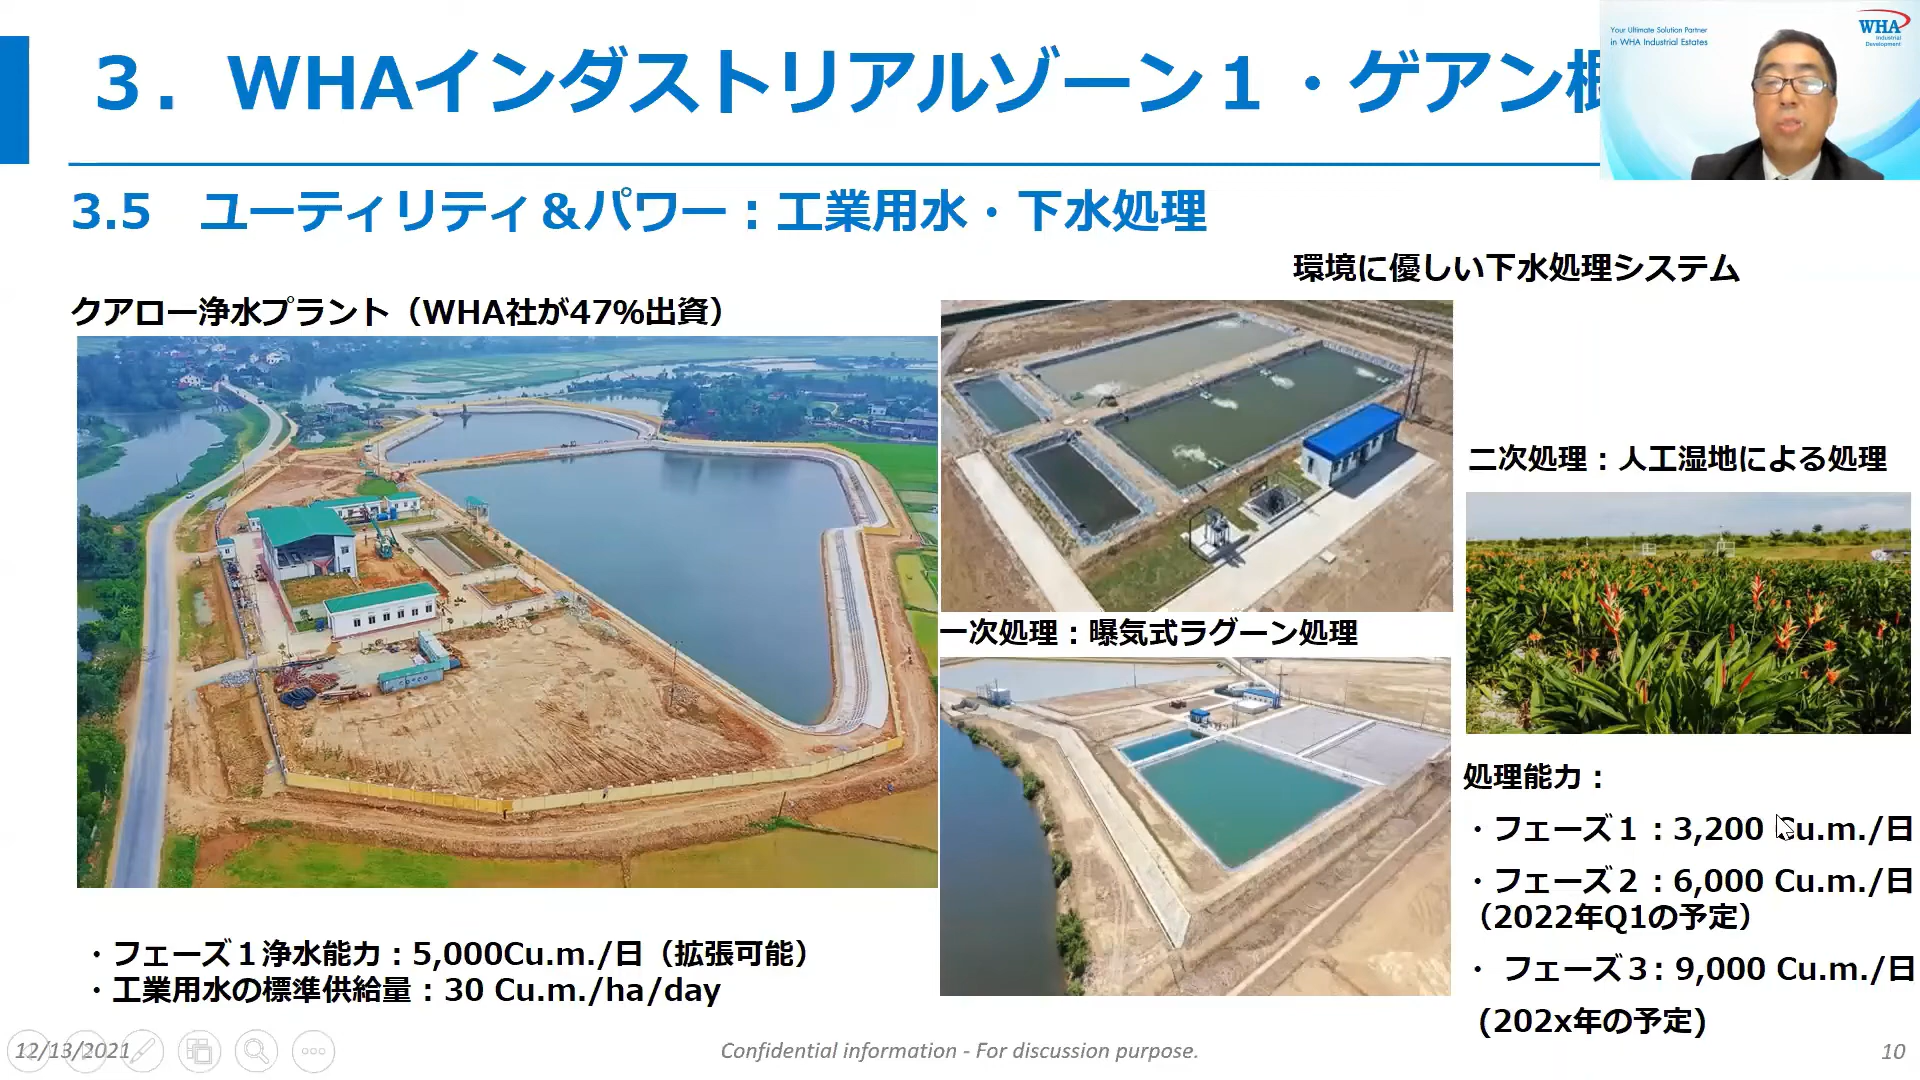 3．WHAインダストリアルゾーン１・ゲアン概
Your Ultimate Solution Partner
in WHA Industrial Estates
WHA
Industrial
Development
3.5　ユーティリティ＆パワー：工業用水・下水処理
環境に優しい下水処理システム
クアロー浄水プラント（WHA社が47%出資）
二次処理：人工湿地による処理
一次処理：曝気式ラグーン処理
処理能力：
・フェーズ１：3,200 Cu.m./日
・フェーズ２：6,000 Cu.m./日
（2022年Q1の予定）
・ フェーズ３: 9,000 Cu.m./日
(202x年の予定)
・フェーズ１浄水能力：5,000Cu.m./日（拡張可能）
・工業用水の標準供給量：30 Cu.m./ha/day
12/13/2021
Confidential information - For discussion purpose.
10